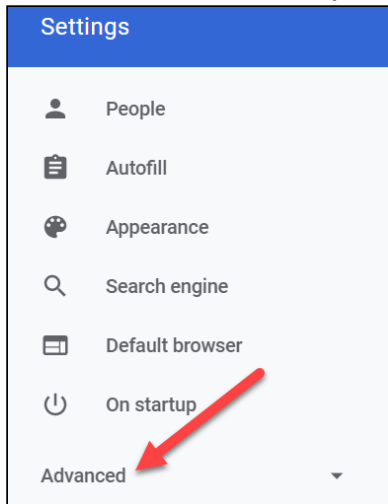 Settings
People
Autofill
Appearance
Search engine
Default browser
On startup
Advanced